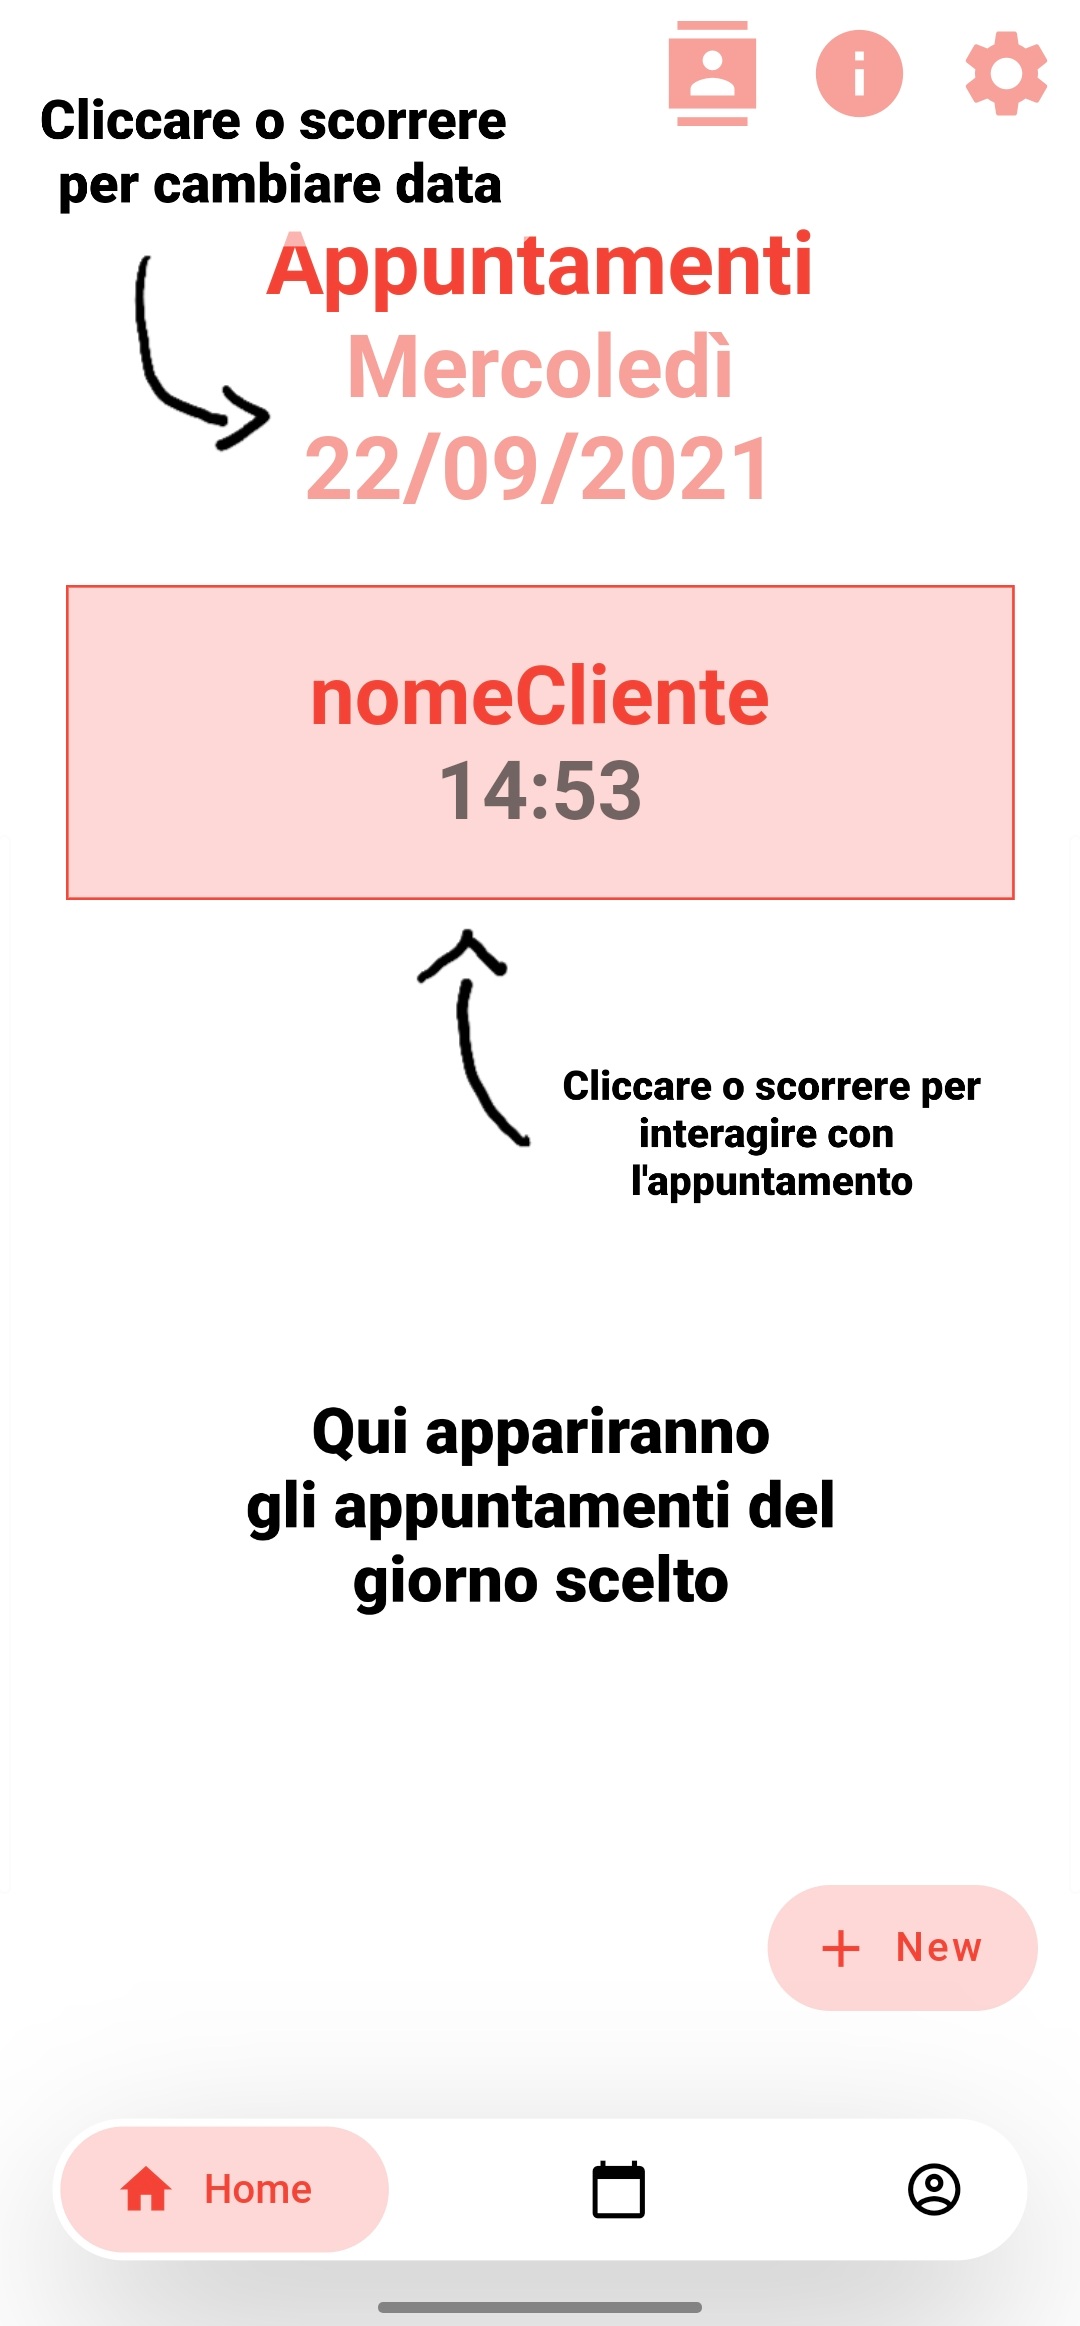 Cliccare o scorrere
per cambiare data
Appuntamenti
Mercoledì
22/09/2021
nomeCliente
14:53
Cliccare o scorrere per
interagire con
l'appuntamento
Qui appariranno
gli appuntamenti del
giorno scelto
New
Home